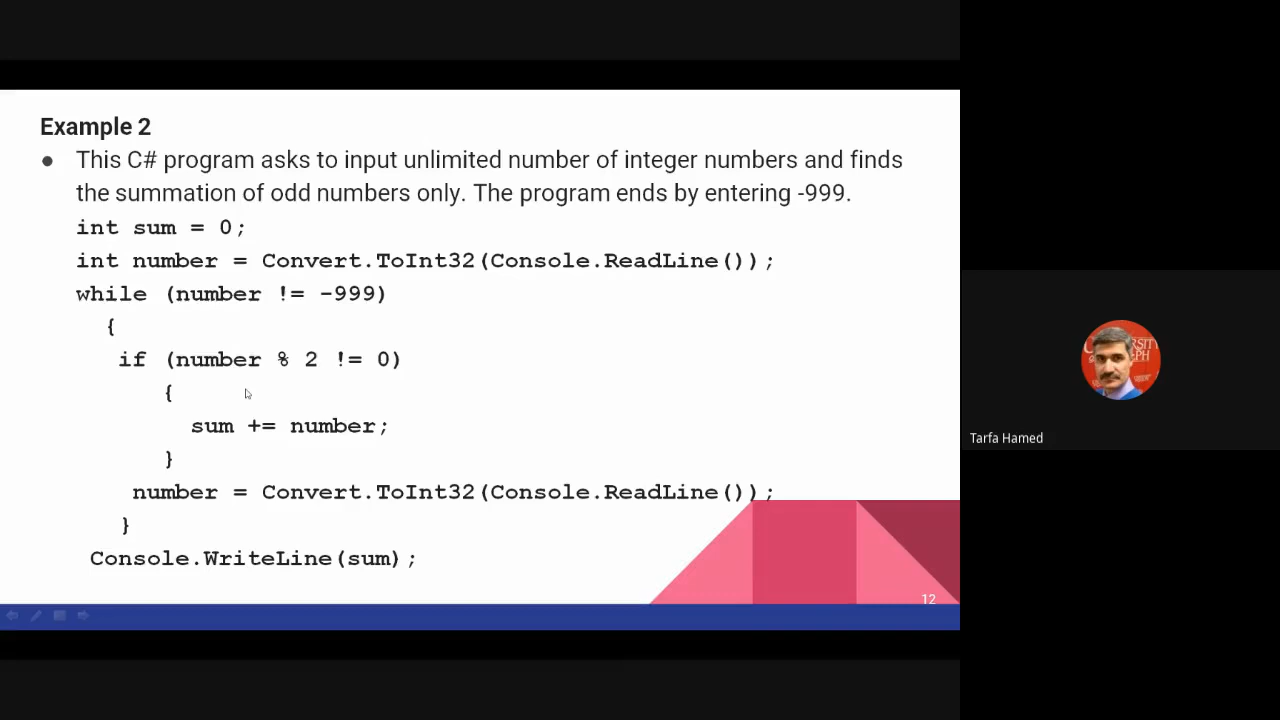 Example 2
● This C# program asks to input unlimited number of integer numbers and finds
the summation of odd numbers only. The program ends by entering -999.
int sum = 0;
int number = Convert.ToInt32(Console.ReadLine());
while (number != -999)
{
if (number % 2 != 0)
{
sum += number;
}
number = Convert.ToInt32(Console.ReadLine());
}
Console.WriteLine(sum);
12
Tarfa Hamed